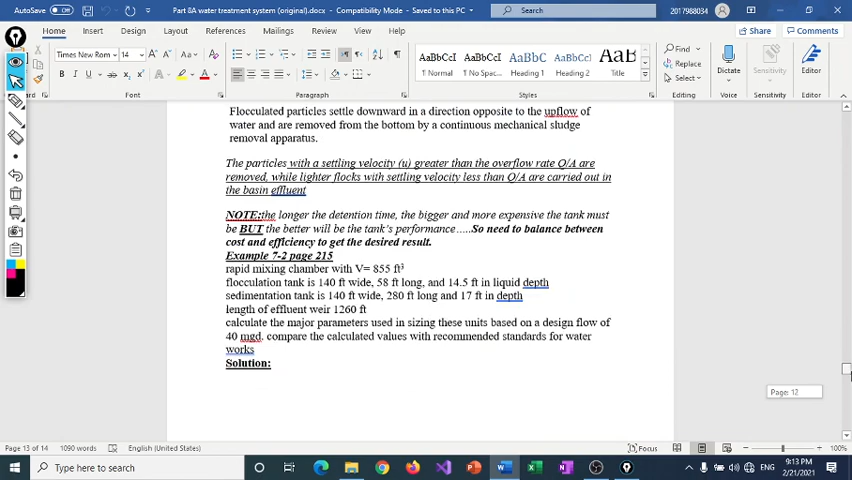 AutoSave Off Part 8A water treatment system (original).docx - Compatibility Mode - Saved to this PC Search 2017988034
File Home Insert Draw Design Layout References Mailings Review View Help Share Comments
Times New Rom 14 Find
Replace
Select
AaBbCcI AaBbCcI AaBbC AaBbCcI AaB
1 Normal 1 No Spac... Heading 1 Heading 2 Title
Dictate Sensitivity Editor
Clipboard Font Paragraph Styles Editing Voice Sensitivity Editor
Flocculated particles settle downward in a direction opposite to the upflow of
water and are removed from the bottom by a continuous mechanical sludge
removal apparatus.
The particles with a settling velocity (u) greater than the overflow rate Q/A are
removed, while lighter flocks with settling velocity less than Q/A are carried out in
the basin effluent
NOTE:the longer the detention time, the bigger and more expensive the tank must
be BUT the better will be the tank's performance…..So need to balance between
cost and efficiency to get the desired result.
Example 7-2 page 215
rapid mixing chamber with V= 855 ft³
flocculation tank is 140 ft wide, 58 ft long, and 14.5 ft in liquid depth
sedimentation tank is 140 ft wide, 280 ft long and 17 ft in depth
length of effluent weir 1260 ft
calculate the major parameters used in sizing these units based on a design flow of
40 mgd. compare the calculated values with recommended standards for water
works
Solution:
Page: 12
Page 13 of 14 1090 words English (United States) Focus 100%
Type here to search ENG 9:13 PM
2/21/2021